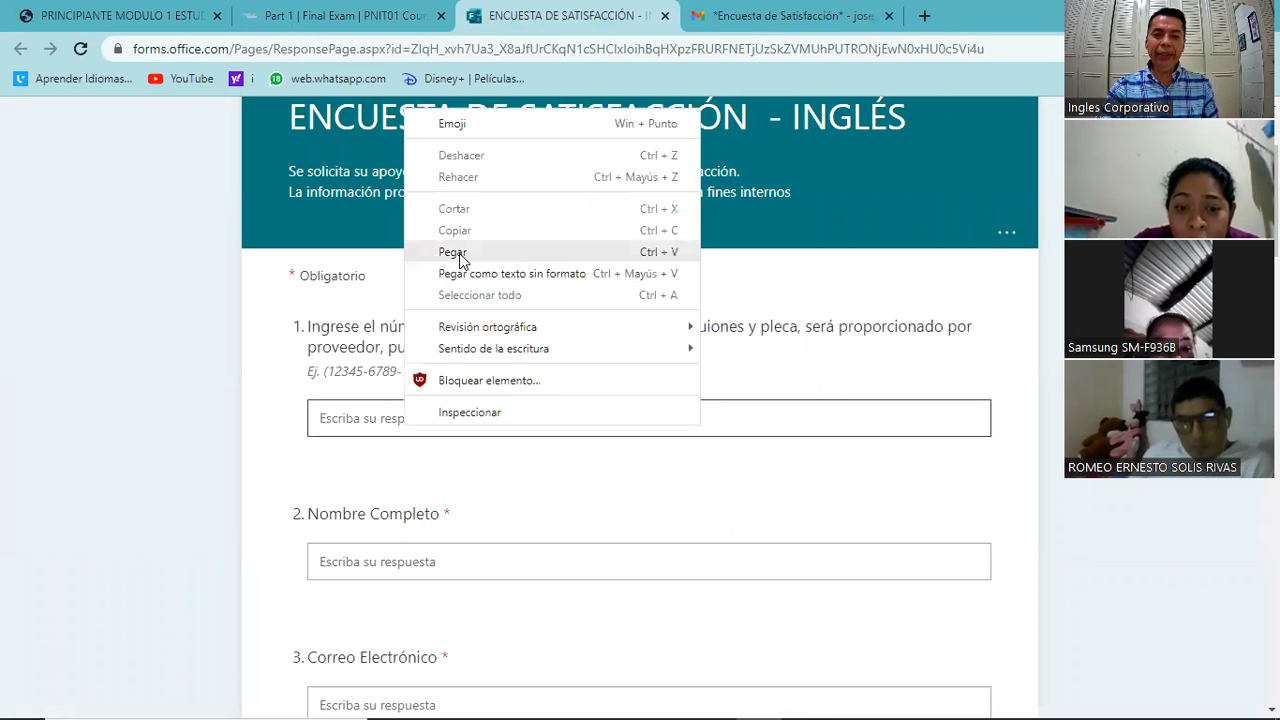 PRINCIPIANTE MODULO 1 ESTUD
Part 1 | Final Exam | PNIT01 Cour
ENCUESTA DE SATISFACCIÓN - IN
*Encuesta de Satisfacción* - jose
forms.office.com/Pages/ResponsePage.aspx?id=
Aprender Idiomas...
YouTube
i
web.whatsapp.com
Disney+ | Películas,...
ENCUESTA DE SATISFACCIÓN - INGLÉS
Se solicita su apoyo
cción.
La información pro
fines internos
...
Emoji Win + Punto
Deshacer Ctrl + Z
Rehacer Ctrl + Mayús + Z
Cortar Ctrl + X
Copiar Ctrl + C
Pegar Ctrl + V
Pegar como texto sin formato Ctrl + Mayús + V
Seleccionar todo Ctrl + A
Revisión ortográfica
Sentido de la escritura
Bloquear elemento...
Inspeccionar
* Obligatorio
1. Ingrese el núm
uiones y pleca, será proporcionado por
proveedor, pu
Ej. (12345-6789-
Escriba su resp
2. Nombre Completo *
Escriba su respuesta
3. Correo Electrónico *
Escriba su respuesta
Ingles Corporativo
Samsung SM-F936B
ROMEO ERNESTO SOLIS RIVAS